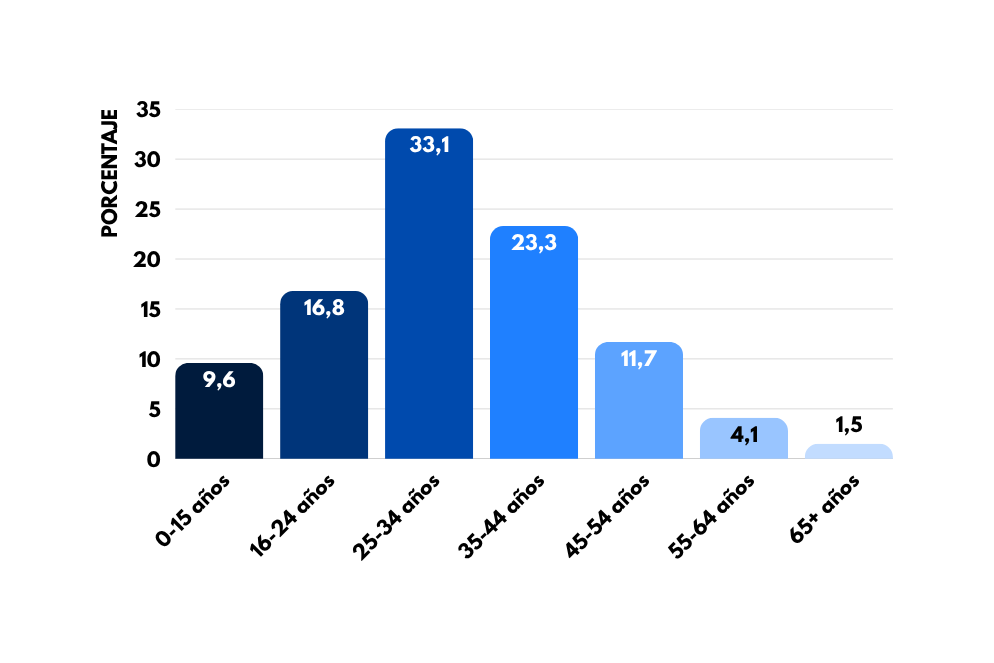 PORCENTAJE
35
30
25
20
15
10
5
0
9,6
16,8
33,1
23,3
11,7
4,1
1,5
0-15 años
16-24 años
25-34 años
35-44 años
45-54 años
55-64 años
65+ años